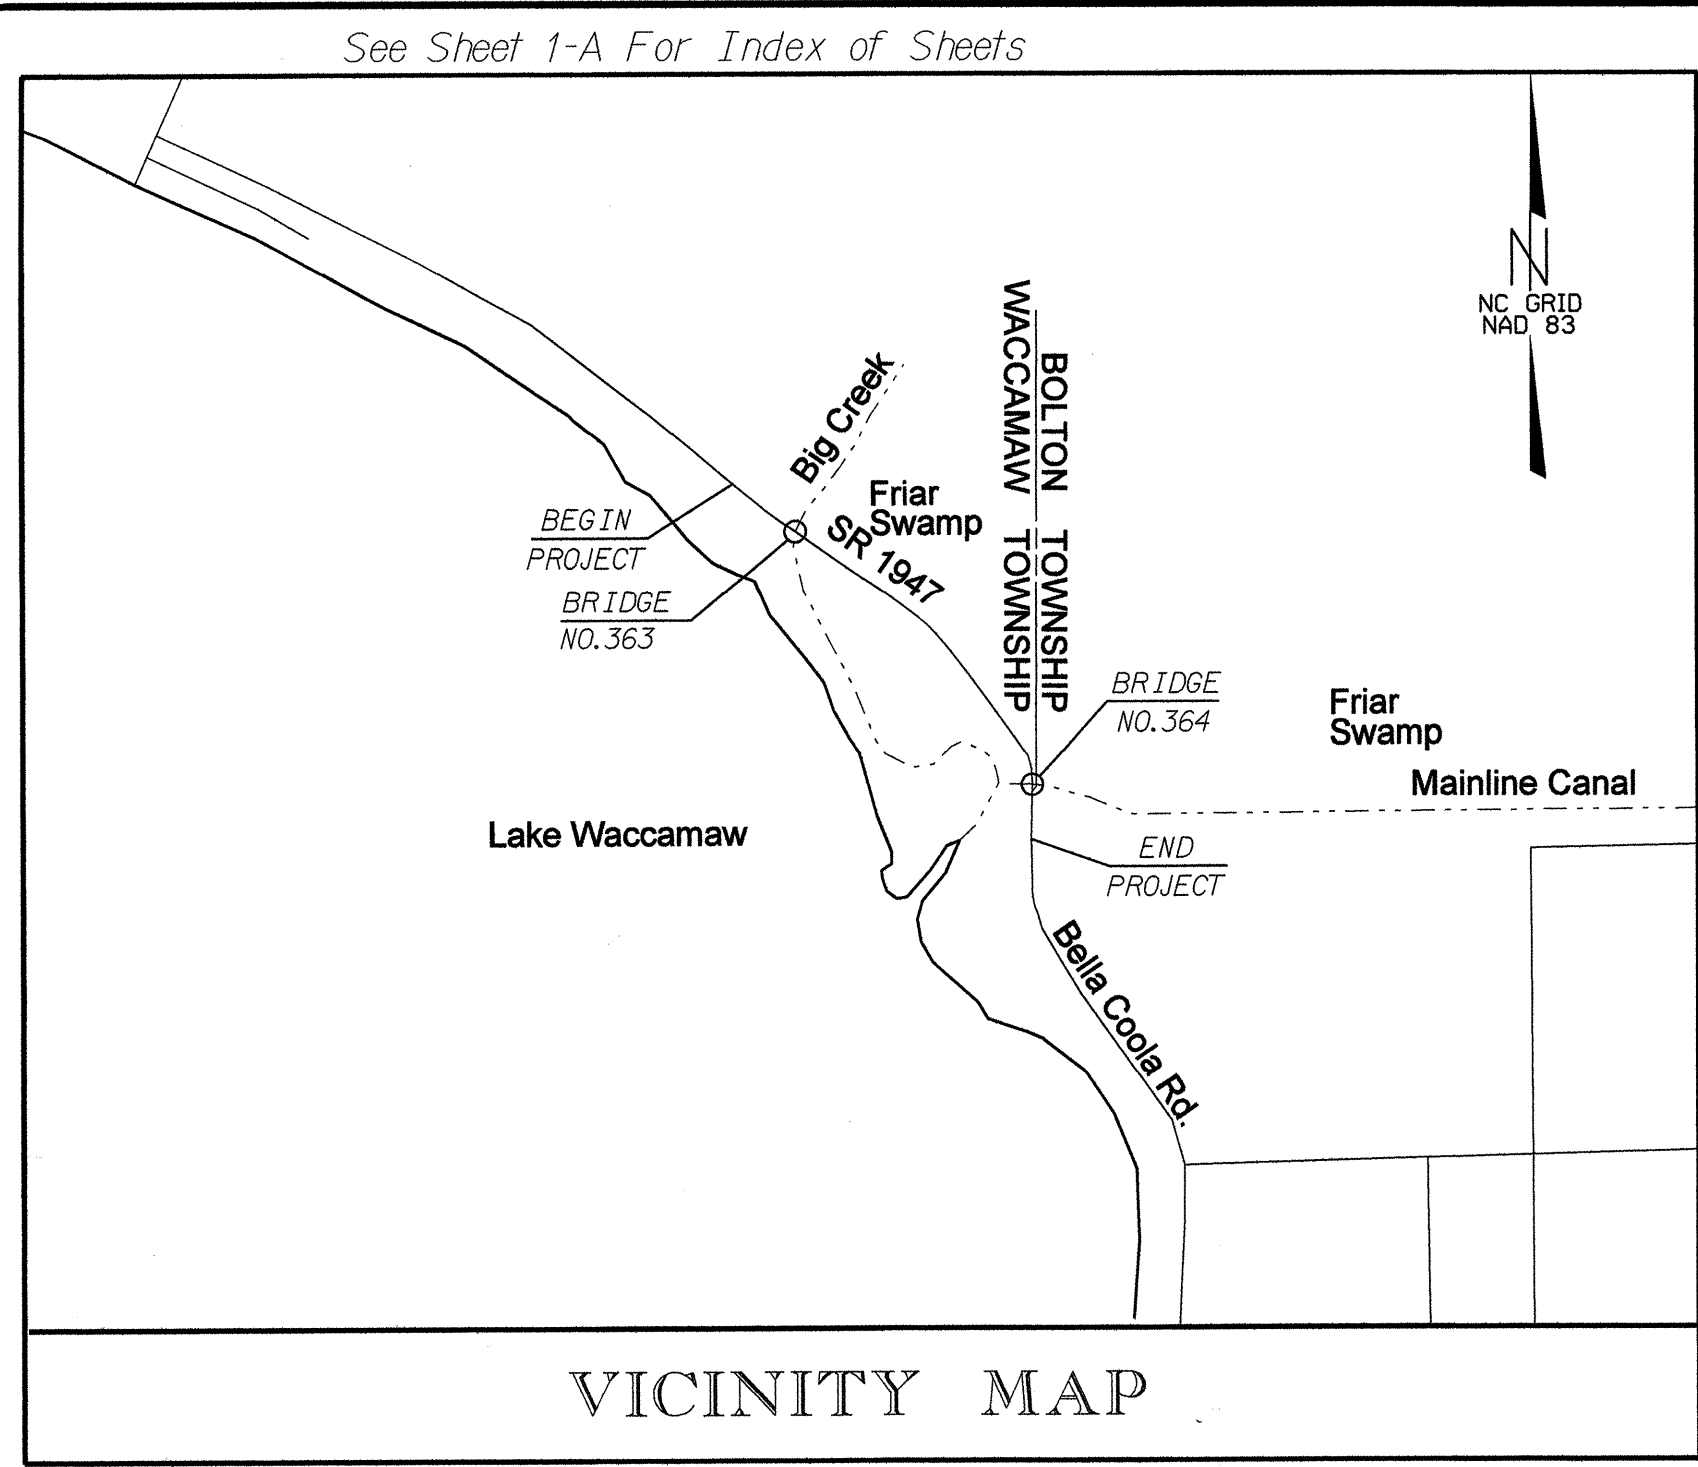 See Sheet 1-A For Index of Sheets
N
NC GRID
NAD 83
WACCAMAW TOWNSHIP
BOLTON TOWNSHIP
Big Creek
Friar
Swamp
SR 1947
BEGIN
PROJECT
BRIDGE
NO.363
BRIDGE
NO.364
Friar
Swamp
Mainline Canal
Lake Waccamaw
END
PROJECT
Bella Coola Rd.
VICINITY MAP